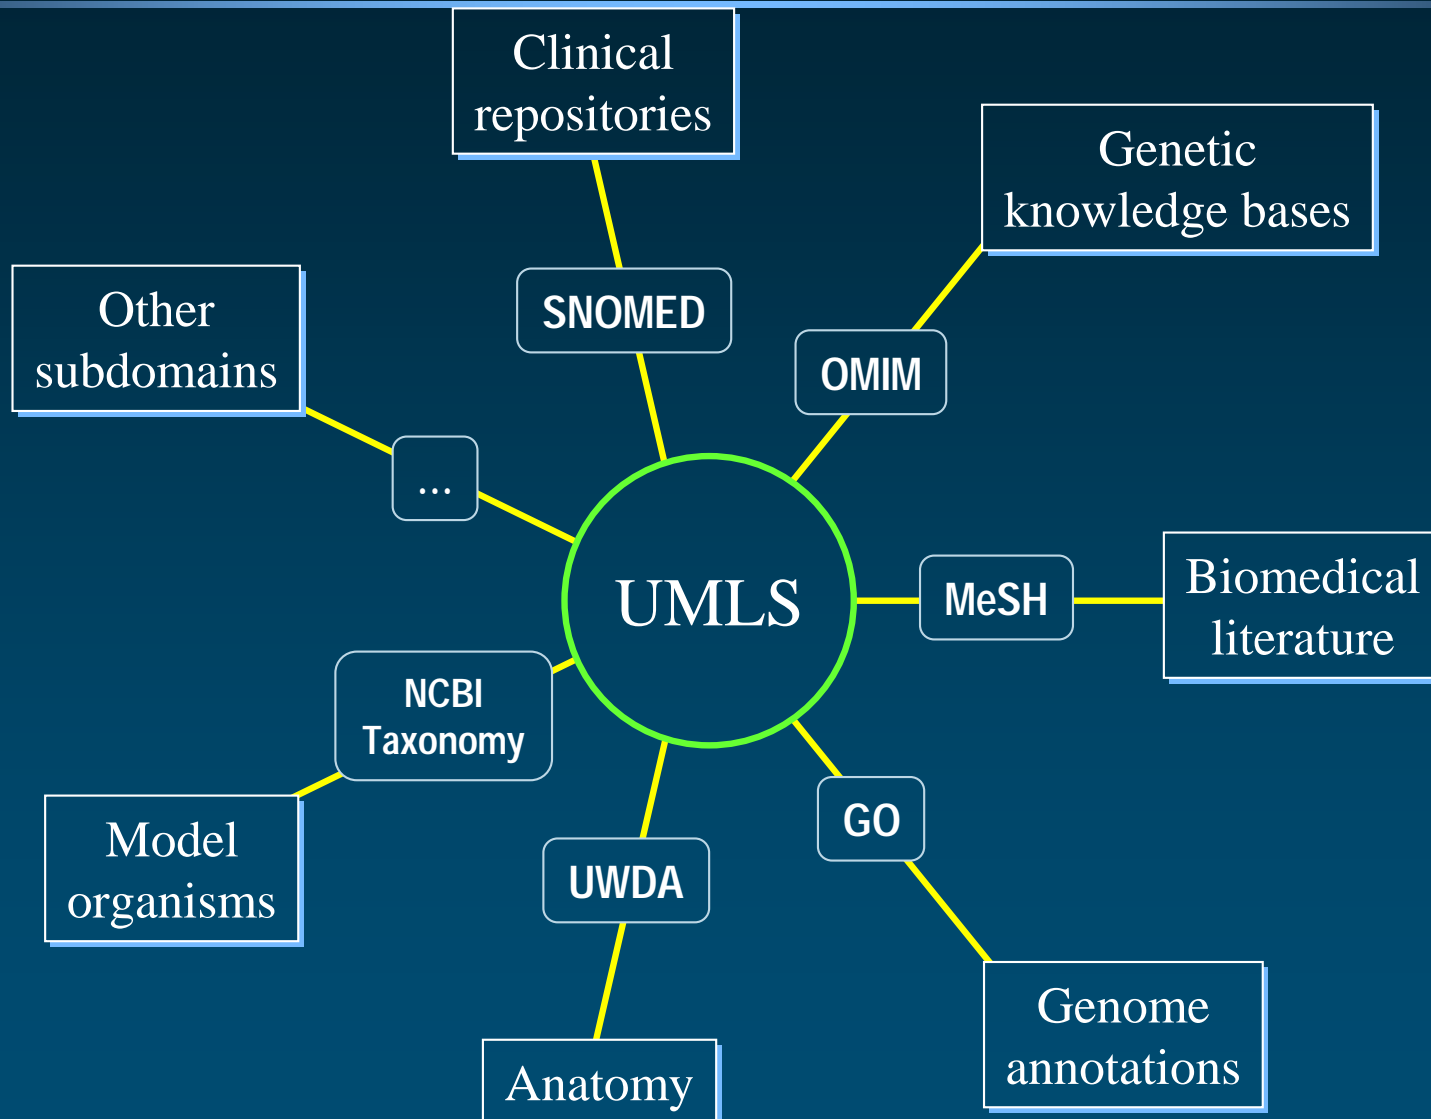 Clinical
repositories
Genetic
knowledge bases
Other
subdomains
SNOMED
OMIM
...
UMLS
MeSH
Biomedical
literature
NCBI
Taxonomy
Model
organisms
UWDA
GO
Anatomy
Genome
annotations